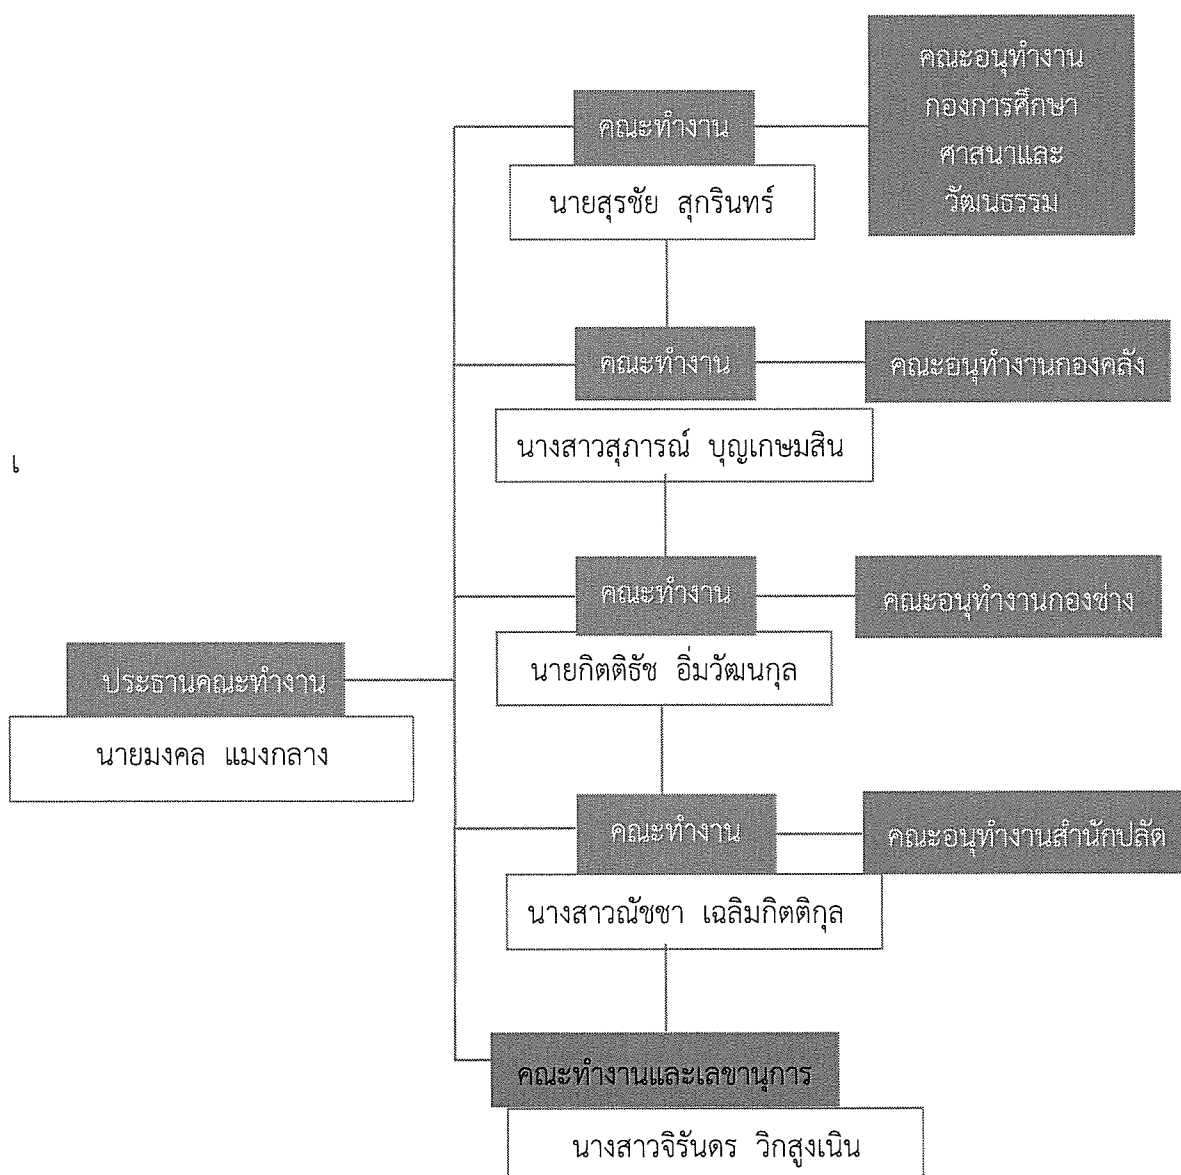 คณะอนุทำงาน
กองการศึกษา
ศาสนาและ
วัฒนธรรม
คณะทำงาน
นายสุรชัย สุกรินทร์
คณะทำงาน
คณะอนุทำงานกองคลัง
นางสาวสุภารณ์ บุญเกษมสิน
เ
คณะทำงาน
คณะอนุทำงานกองช่าง
นายกิตติธัช อิ่มวัฒนกุล
ประธานคณะทำงาน
นายมงคล แมงกลาง
คณะทำงาน
คณะอนุทำงานสำนักปลัด
นางสาวณัชชา เฉลิมกิตติกุล
คณะทำงานและเลขานุการ
นางสาวจิรันดร วิกสูงเนิน